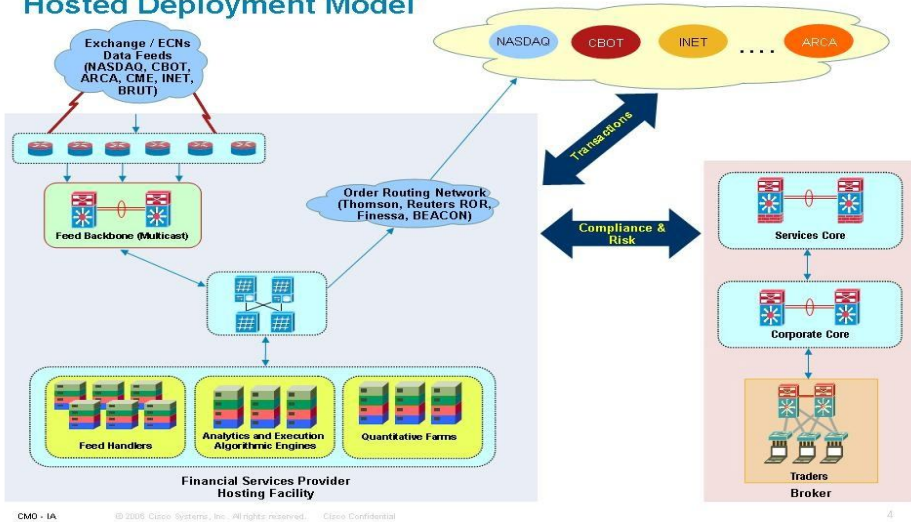 Hosted Deployment Model
Exchange / ECNs
Data Feeds
(NASDAQ, CBOT,
ARCA, CME, INET,
BRUT)
NASDAQ
CBOT
INET
....
ARCA
Transactions
Order Routing Network
(Thomson, Reuters ROR,
Finessa, BEACON)
Feed Backbone (Multicast)
Compliance &
Risk
Services Core
Corporate Core
Feed Handlers
Analytics and Execution
Algorithmic Engines
Quantitative Farms
Traders
Broker
Financial Services Provider
Hosting Facility
CMO - IA
Cisco Systems, Inc. All rights reserved.
Cisco Confidential
4